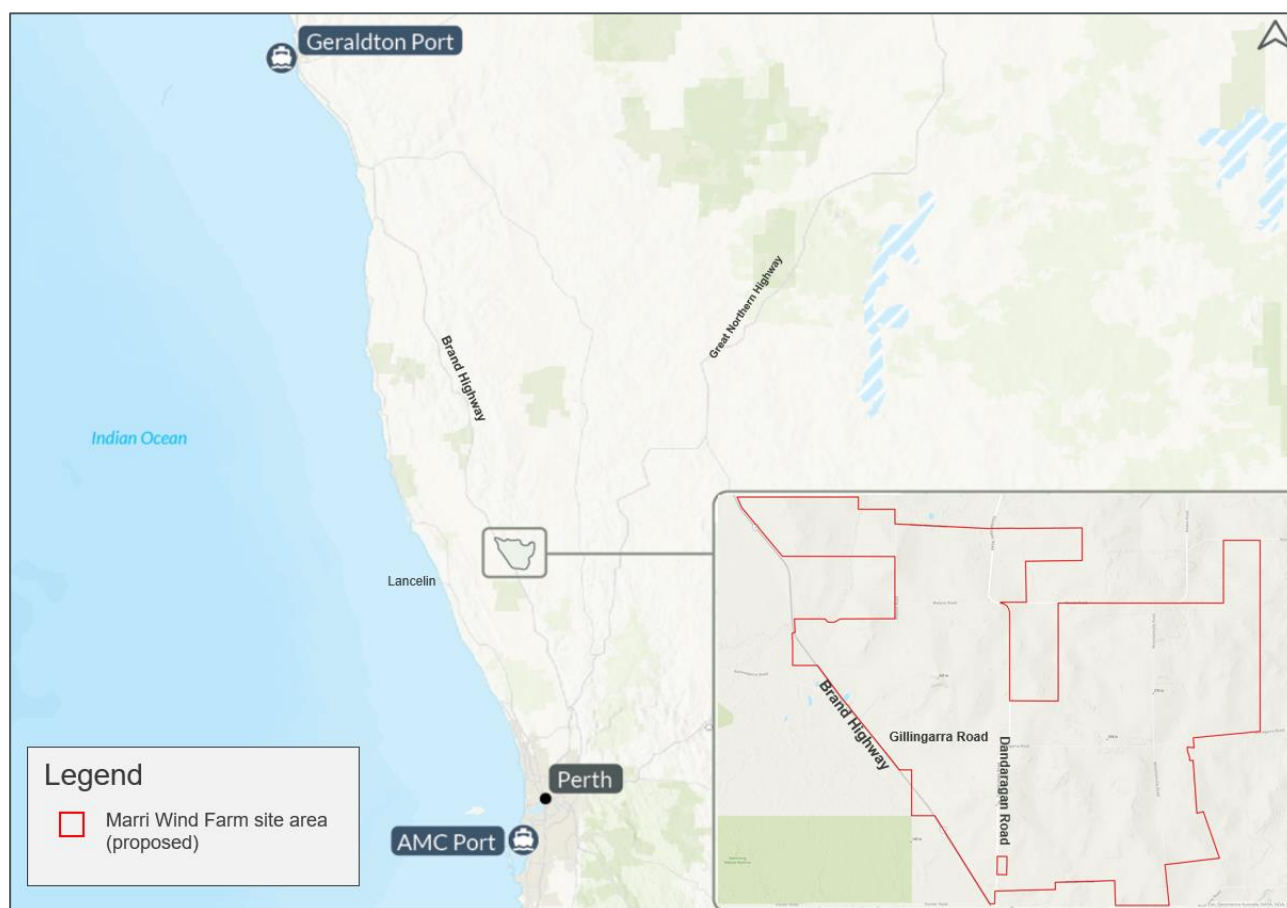 Geraldton Port
Brand Highway
Great Northern Highway
Indian Ocean
Lancelin
Brand Highway
Gillingarra Road
Dandaragan Road
Legend
Marri Wind Farm site area
(proposed)
Perth
AMC Port